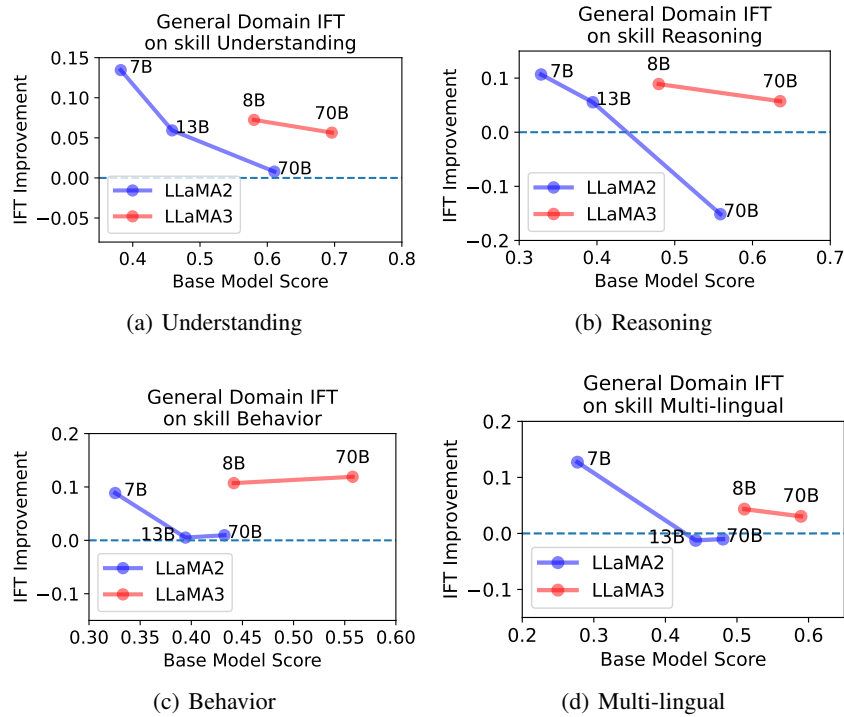 General Domain IFT
on skill Understanding
IFT Improvement
0.15
0.10
0.05
0.00
−0.05
7B
13B
70B
8B
70B
LLaMA2
LLaMA3
0.4
0.5
0.6
0.7
0.8
Base Model Score
(a) Understanding
General Domain IFT
on skill Reasoning
IFT Improvement
0.1
0.0
−0.1
−0.2
7B
13B
70B
8B
70B
LLaMA2
LLaMA3
0.3
0.4
0.5
0.6
0.7
Base Model Score
(b) Reasoning
General Domain IFT
on skill Behavior
IFT Improvement
0.2
0.1
0.0
−0.1
7B
13B
70B
8B
70B
LLaMA2
LLaMA3
0.30
0.35
0.40
0.45
0.50
0.55
0.60
Base Model Score
(c) Behavior
General Domain IFT
on skill Multi-lingual
IFT Improvement
0.2
0.1
0.0
−0.1
7B
13B
70B
8B
70B
LLaMA2
LLaMA3
0.2
0.3
0.4
0.5
0.6
Base Model Score
(d) Multi-lingual